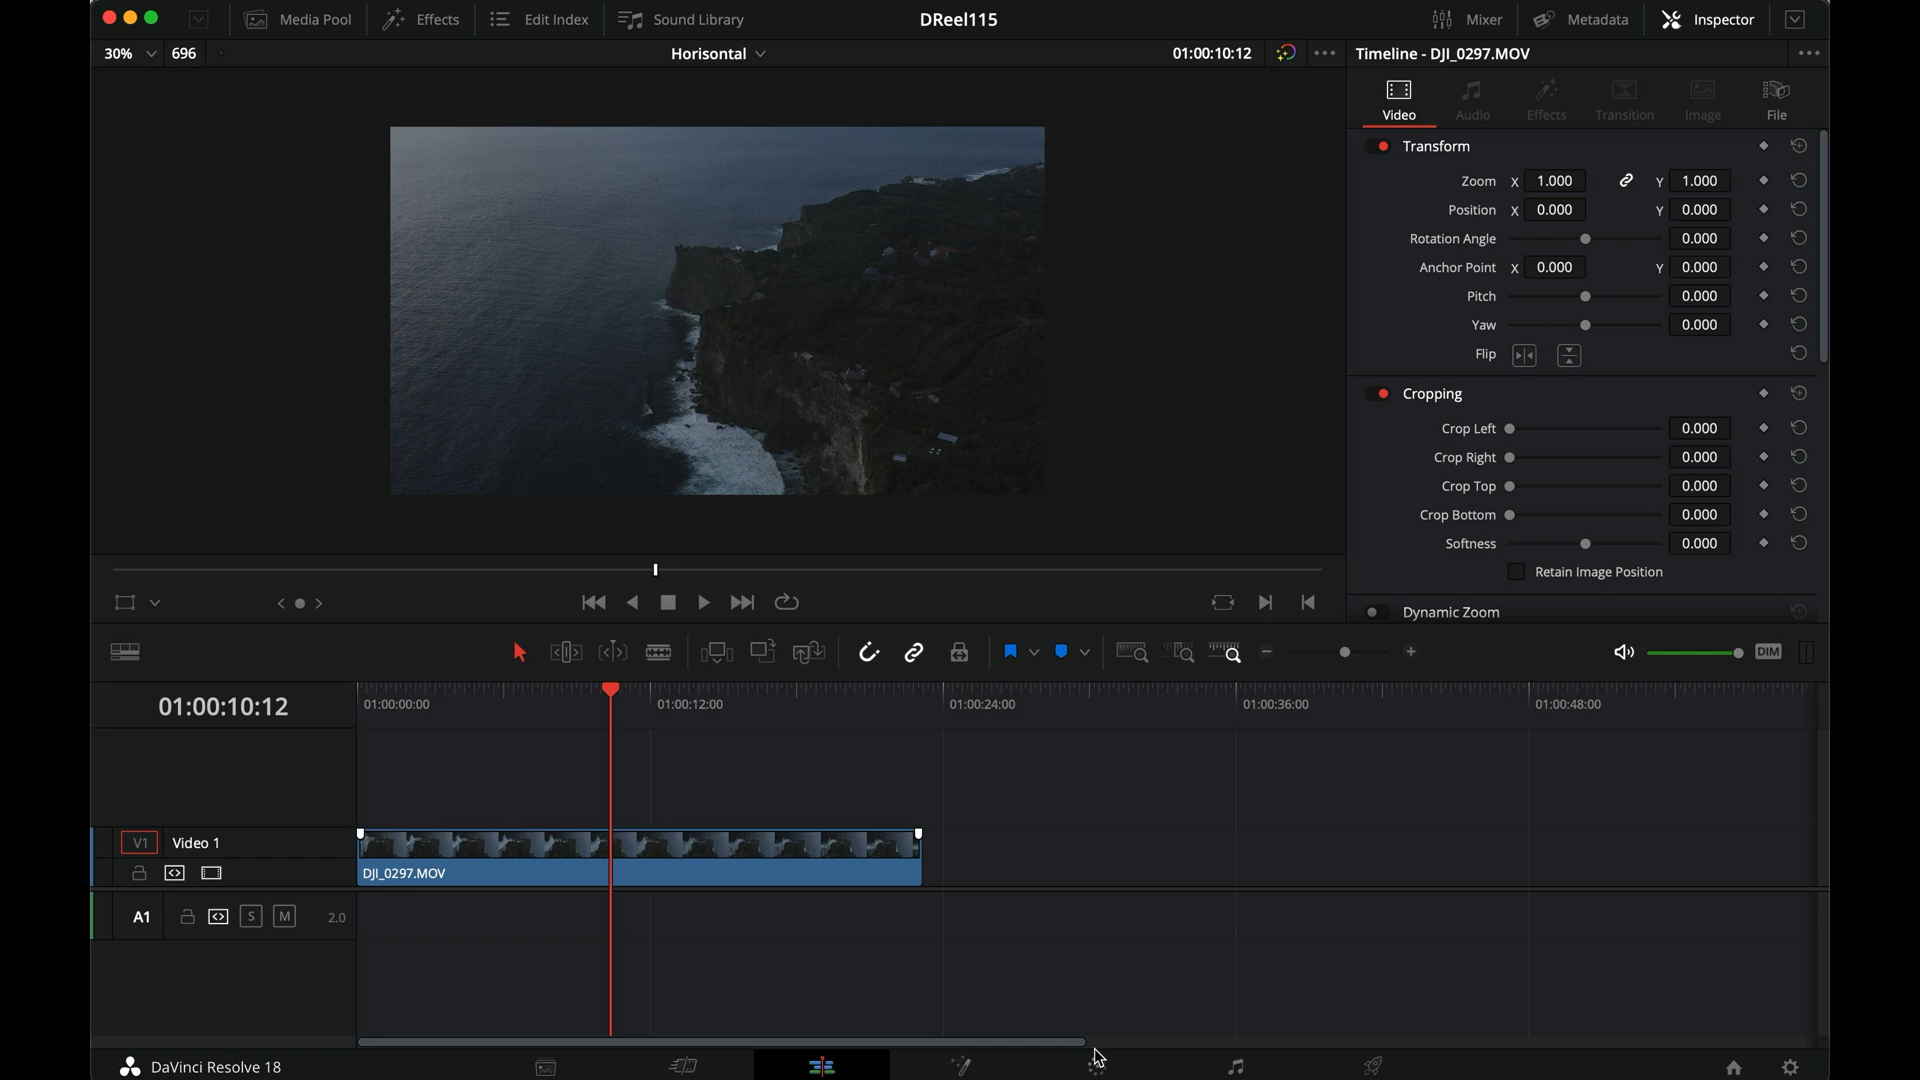 Media Pool
Effects
Edit Index
Sound Library
DReel115
Mixer
Metadata
Inspector
30%
696
Horisontal
01:00:10:12
Timeline - DJI_0297.MOV
Video
Audio
Effects
Transition
Image
File
Transform
Zoom X 1.000 Y 1.000
Position X 0.000 Y 0.000
Rotation Angle 0.000
Anchor Point X 0.000 Y 0.000
Pitch 0.000
Yaw 0.000
Flip
Cropping
Crop Left 0.000
Crop Right 0.000
Crop Top 0.000
Crop Bottom 0.000
Softness 0.000
Retain Image Position
Dynamic Zoom
DIM
01:00:10:12
01:00:00:00
01:00:12:00
01:00:24:00
01:00:36:00
01:00:48:00
V1 Video 1
DJI_0297.MOV
A1 S M 2.0
DaVinci Resolve 18